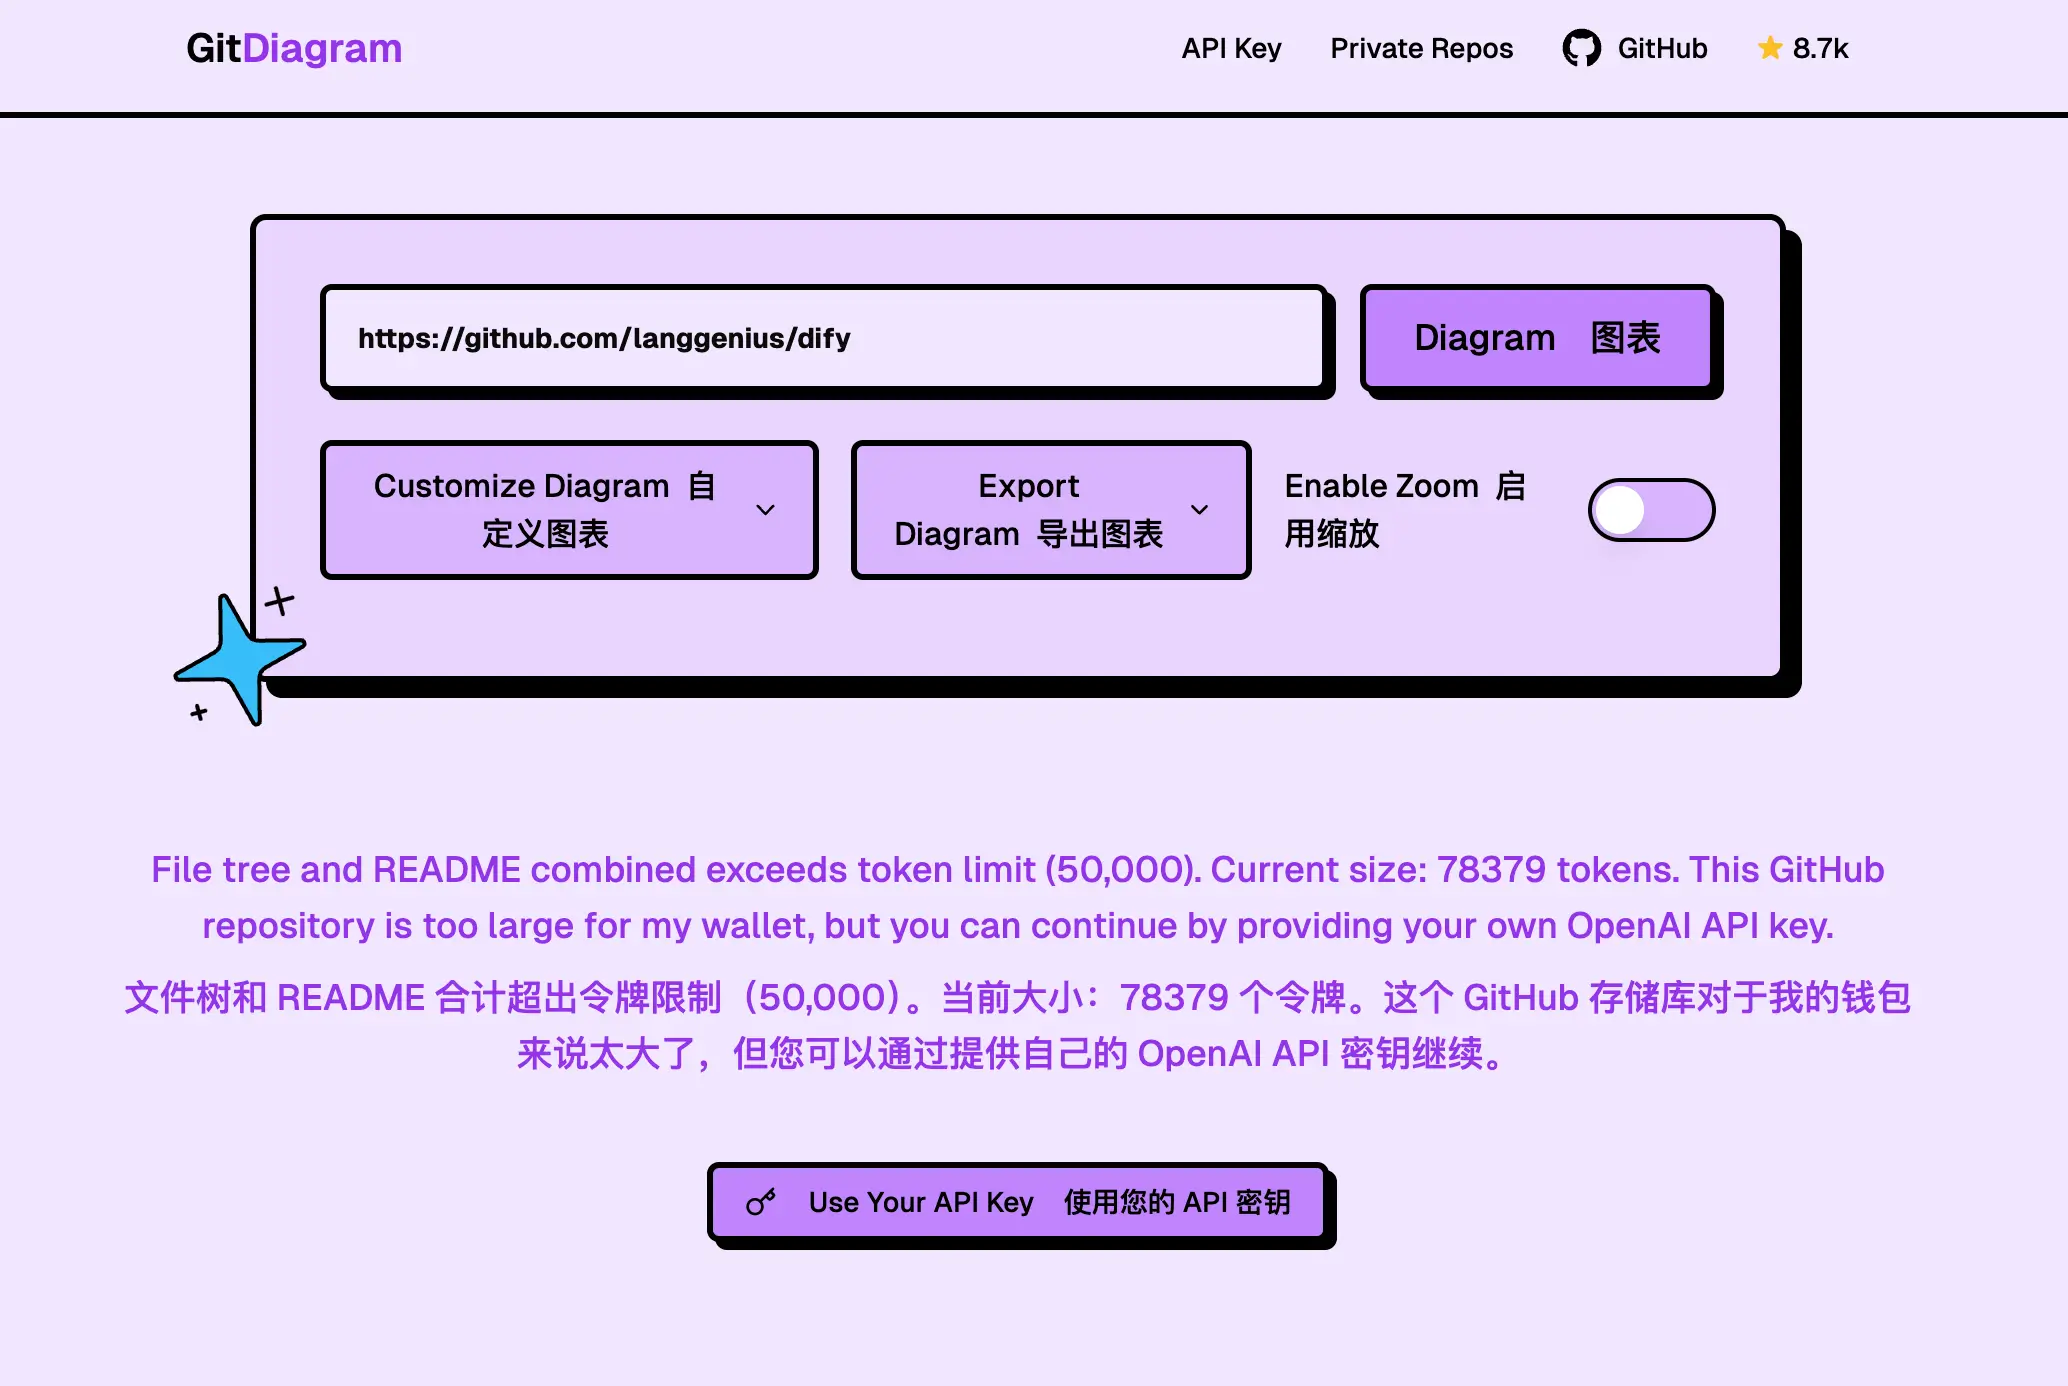 GitDiagram
API Key
Private Repos
GitHub
8.7k
https://github.com/langgenius/dify
Diagram 图表
Customize Diagram 自
定义图表
Export
Diagram 导出图表
Enable Zoom 启
用缩放
File tree and README combined exceeds token limit (50,000). Current size: 78379 tokens. This GitHub
repository is too large for my wallet, but you can continue by providing your own OpenAI API key.
文件树和 README 合计超出令牌限制（50,000）。当前大小：78379 个令牌。这个 GitHub 存储库对于我的钱包
来说太大了，但您可以通过提供自己的 OpenAI API 密钥继续。
Use Your API Key 使用您的 API 密钥